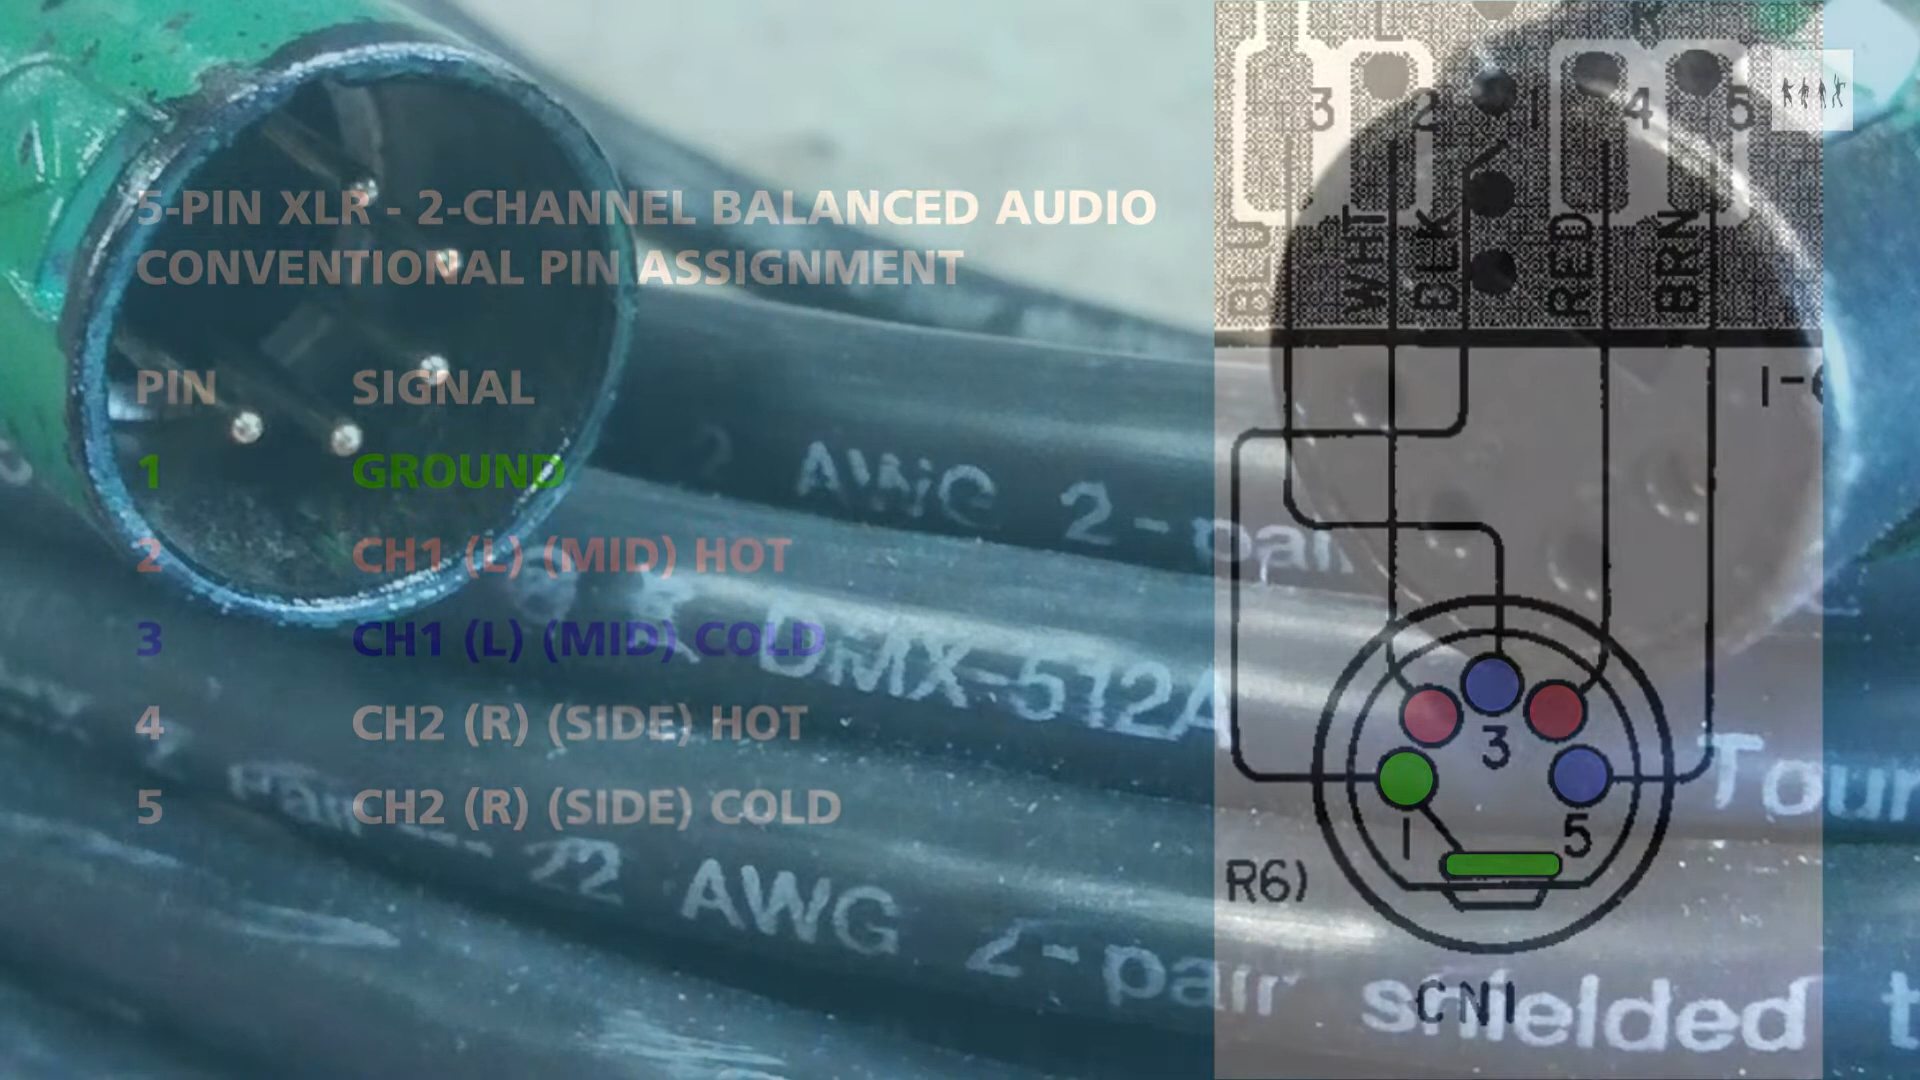 5-PIN XLR - 2-CHANNEL BALANCED AUDIO
CONVENTIONAL PIN ASSIGNMENT
PIN SIGNAL
1 GROUND
2 CH1 (L) (MID) HOT
3 CH1 (L) (MID) COLD
4 CH2 (R) (SIDE) HOT
5 CH2 (R) (SIDE) COLD
L R
3 2 1 4 5
BLU WHT BLK RED BRN
3
1 5
R6)
CN1
AWG 2-pair
DMX-512A
Tour
22 AWG 2-pair shielded